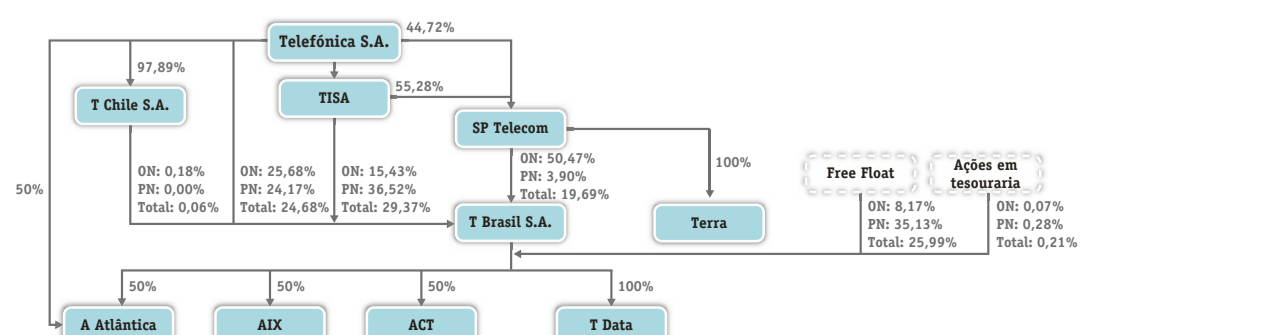 Telefónica S.A.
44,72%
97,89%
T Chile S.A.
TISA
55,28%
SP Telecom
50%
ON: 0,18%
PN: 0,00%
Total: 0,06%
ON: 25,68%
PN: 24,17%
Total: 24,68%
ON: 15,43%
PN: 36,52%
Total: 29,37%
ON: 50,47%
PN: 3,90%
Total: 19,69%
100%
Free Float
Ações em
tesouraria
T Brasil S.A.
Terra
ON: 8,17%
PN: 35,13%
Total: 25,99%
ON: 0,07%
PN: 0,28%
Total: 0,21%
50%
50%
50%
100%
A Atlântica
AIX
ACT
T Data